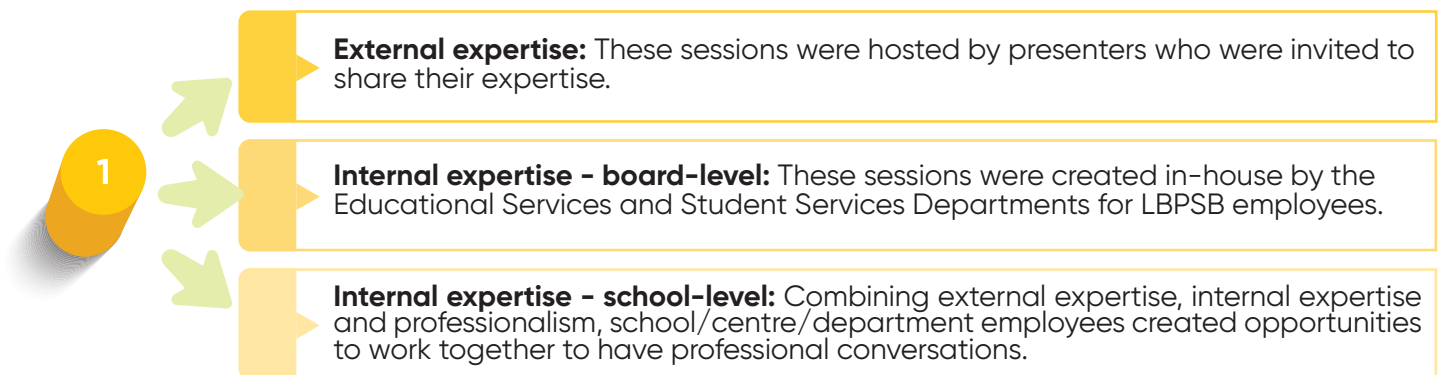 1
External expertise: These sessions were hosted by presenters who were invited to
share their expertise.
Internal expertise - board-level: These sessions were created in-house by the
Educational Services and Student Services Departments for LBPSB employees.
Internal expertise - school-level: Combining external expertise, internal expertise
and professionalism, school/centre/department employees created opportunities
to work together to have professional conversations.